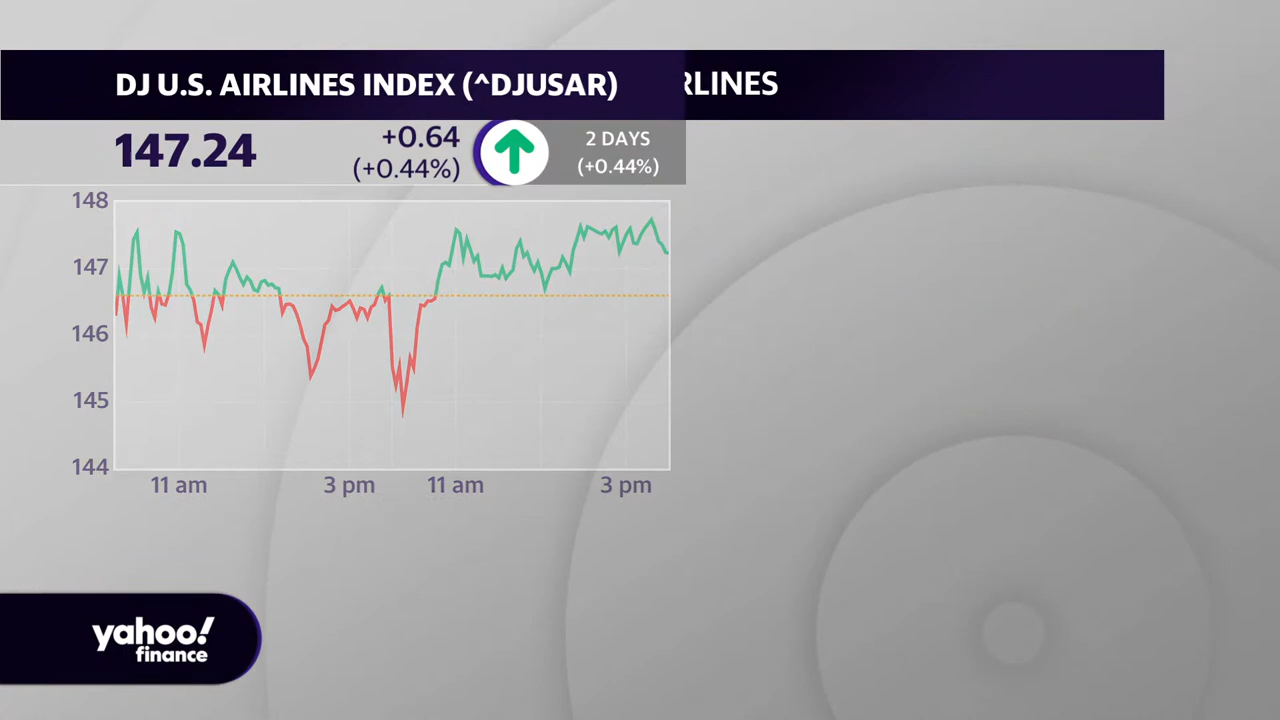 DJ U.S. AIRLINES INDEX (^DJUSAR)
RLINES
147.24
+0.64
(+0.44%)
2 DAYS
(+0.44%)
148
147
146
145
144
11 am
3 pm
11 am
3 pm
yahoo!
finance